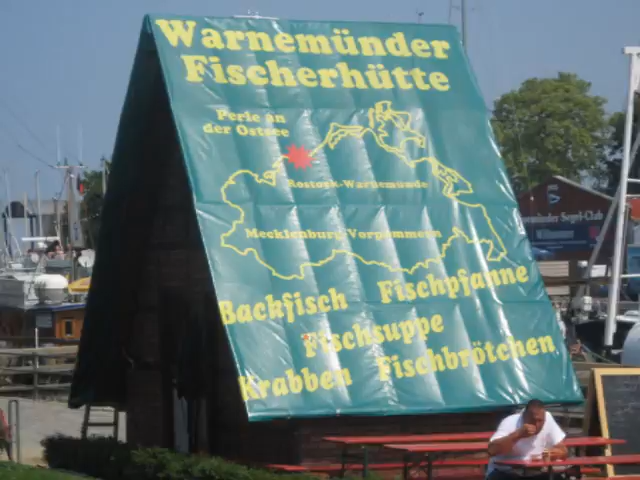 Warnemünder
Fischerhütte
Perle an
der Ostsee
Rostock-Warnemünde
Mecklenburg-Vorpommern
Backfisch Fischpfanne
Fischsuppe
Krabben Fischbrötchen
Segel-Club